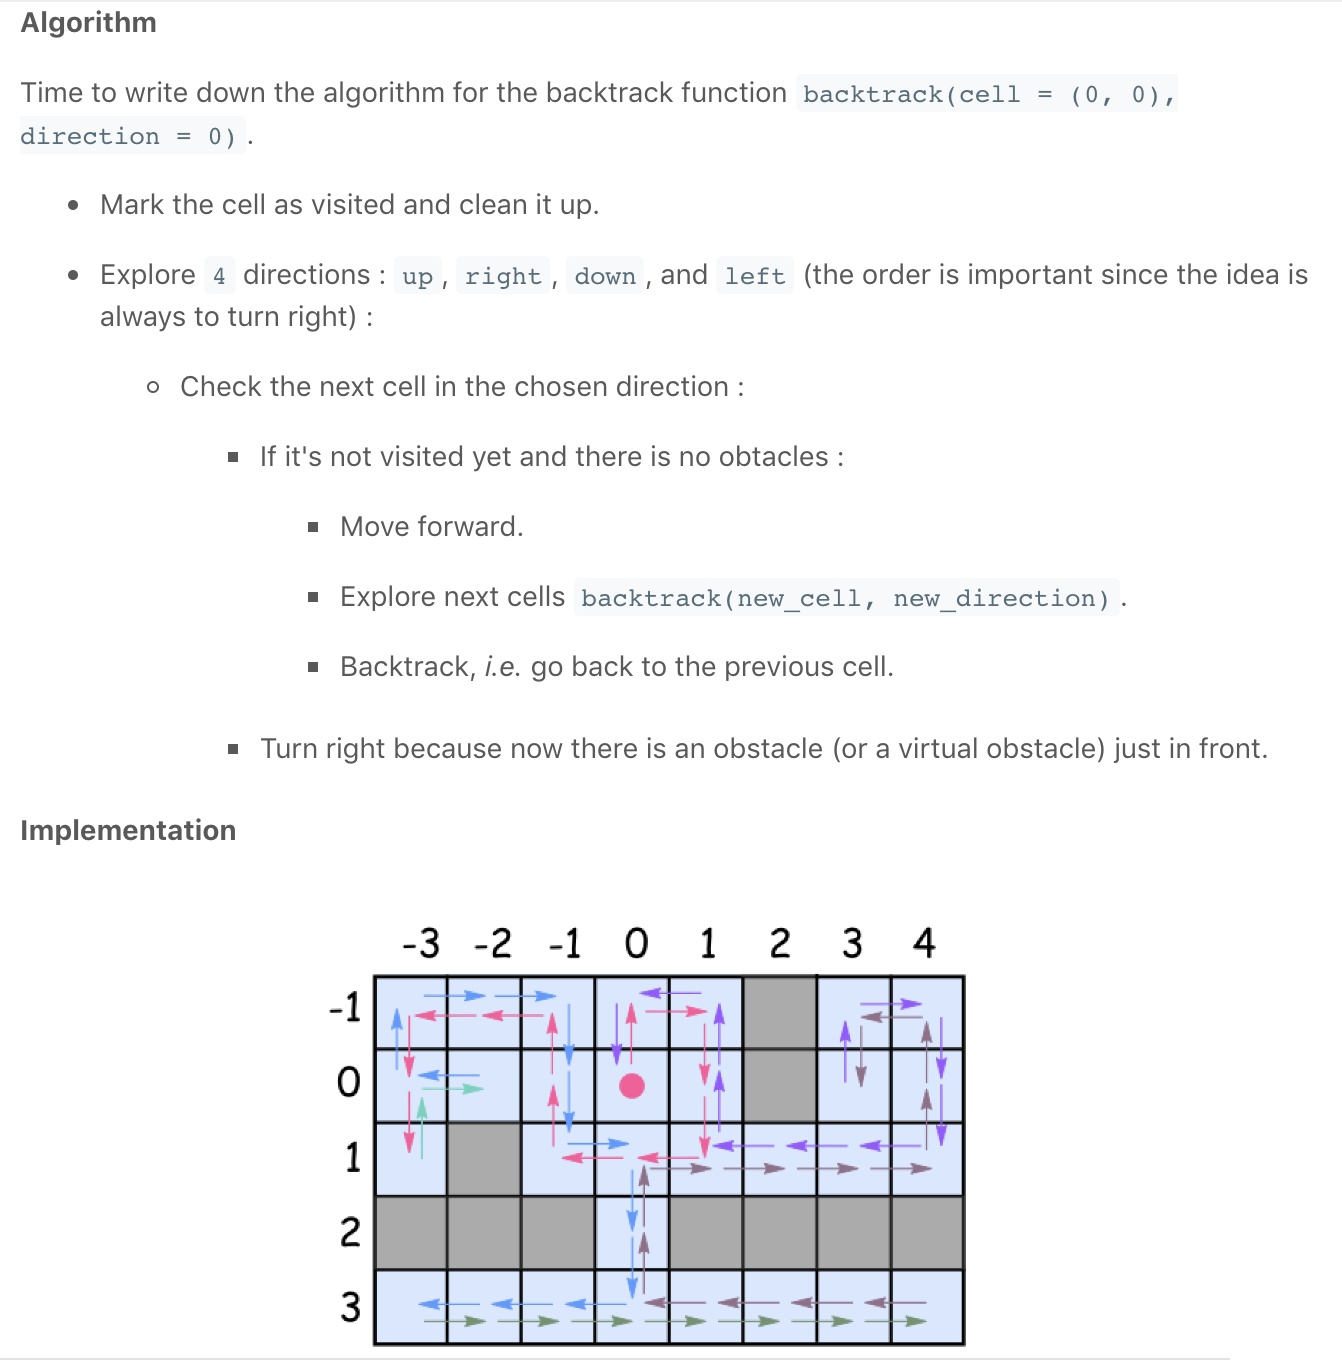 Algorithm
Time to write down the algorithm for the backtrack function backtrack(cell = (0, 0),
direction = 0) .
• Mark the cell as visited and clean it up.
• Explore 4 directions : up , right , down , and left (the order is important since the idea is
always to turn right) :
○ Check the next cell in the chosen direction :
▪ If it's not visited yet and there is no obtacles :
▪ Move forward.
▪ Explore next cells backtrack(new_cell, new_direction) .
▪ Backtrack, i.e. go back to the previous cell.
▪ Turn right because now there is an obstacle (or a virtual obstacle) just in front.
Implementation
-3 -2 -1 0 1 2 3 4
-1
0
1
2
3